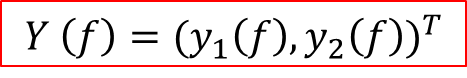 Y (f) = (y₁(f), y₂(f))ᵀ